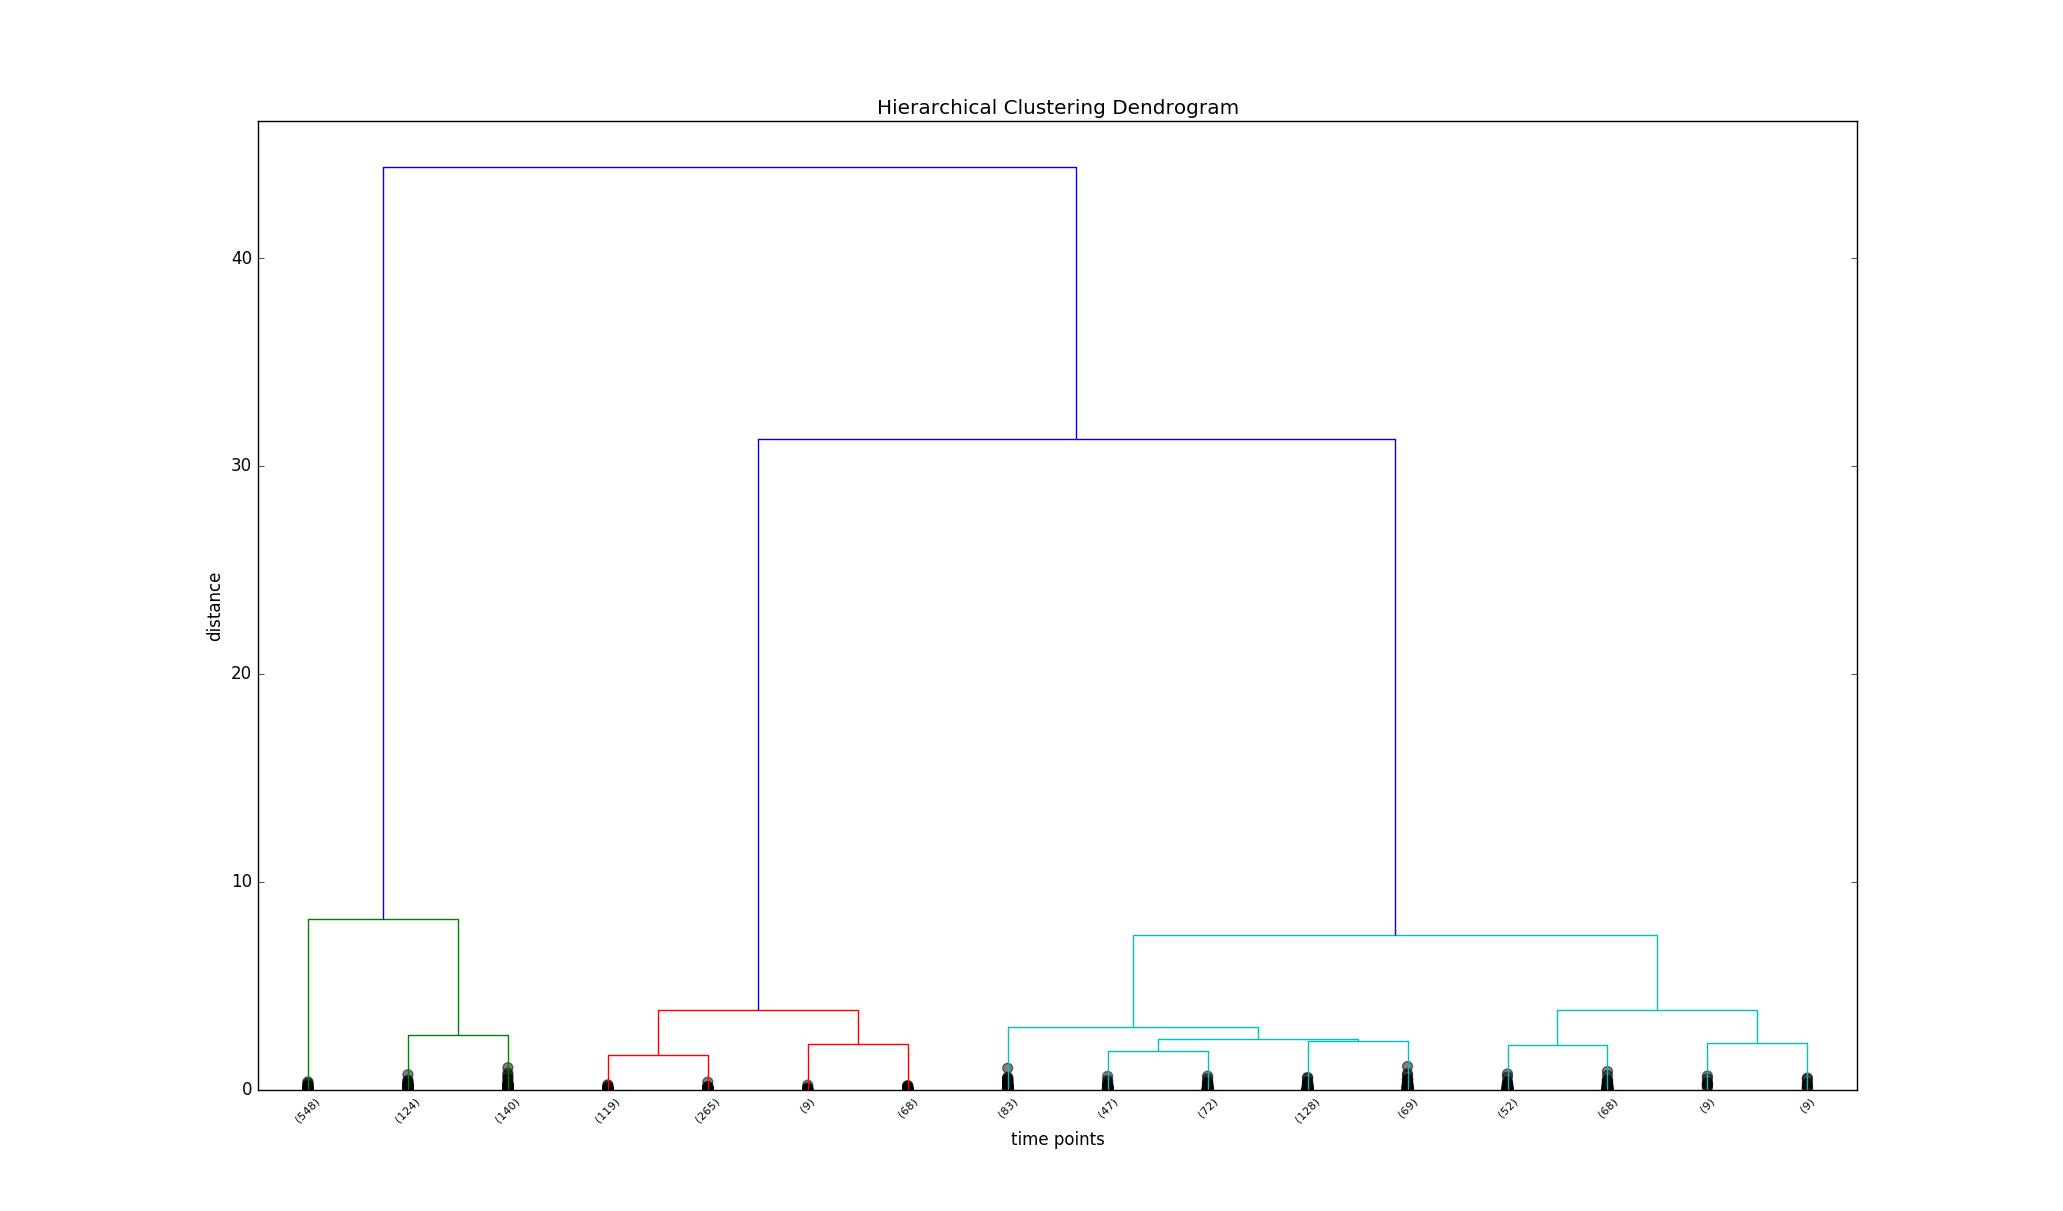 Hierarchical Clustering Dendrogram
40
30
20
10
0
distance
(548) (124) (140) (119) (265) (9) (68) (83) (47) (72) (128) (69) (52) (68) (9) (9)
time points